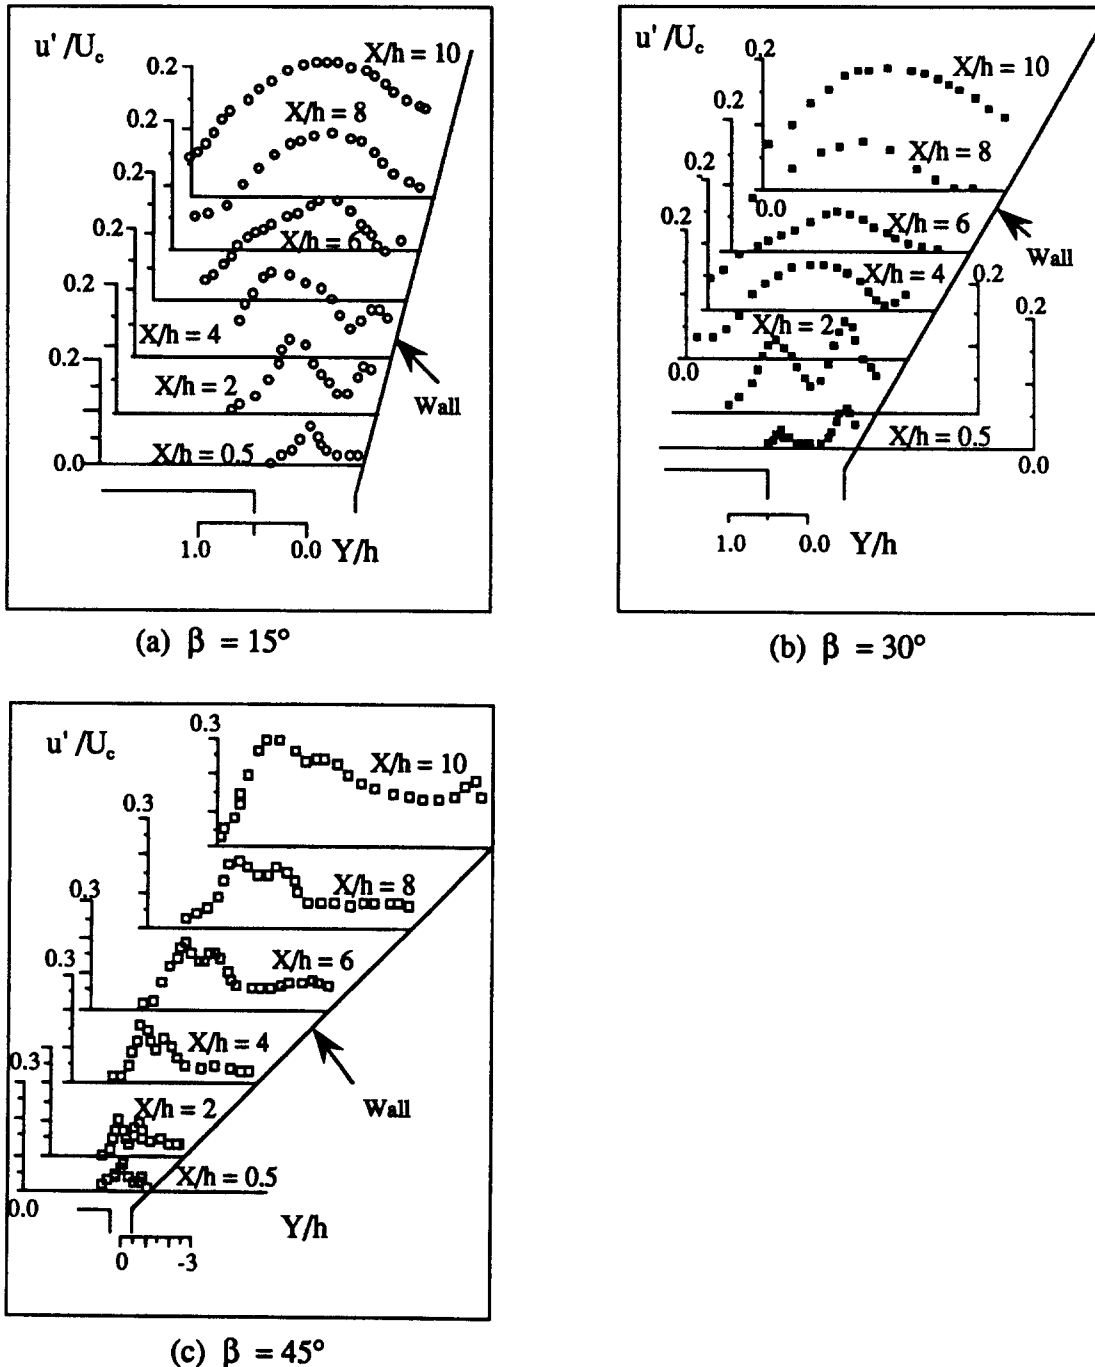 u' /U_c
X/h = 10
0.2
X/h = 8
0.2
0.2
X/h = 6
0.2
0.2
X/h = 4
X/h = 2
0.2
Wall
X/h = 0.5
0.0
1.0 0.0 Y/h
(a) β = 15°
u' /U_c
0.2
X/h = 10
0.2
X/h = 8
0.2
0.0
0.2
X/h = 6
Wall
X/h = 4
0.2
0.2
X/h = 2
0.0
X/h = 0.5
0.0
1.0 0.0 Y/h
(b) β = 30°
u' /U_c
0.3
X/h = 10
0.3
X/h = 8
0.3
X/h = 6
0.3
X/h = 4
0.3
X/h = 2
Wall
X/h = 0.5
0.0
Y/h
0 -3
(c) β = 45°